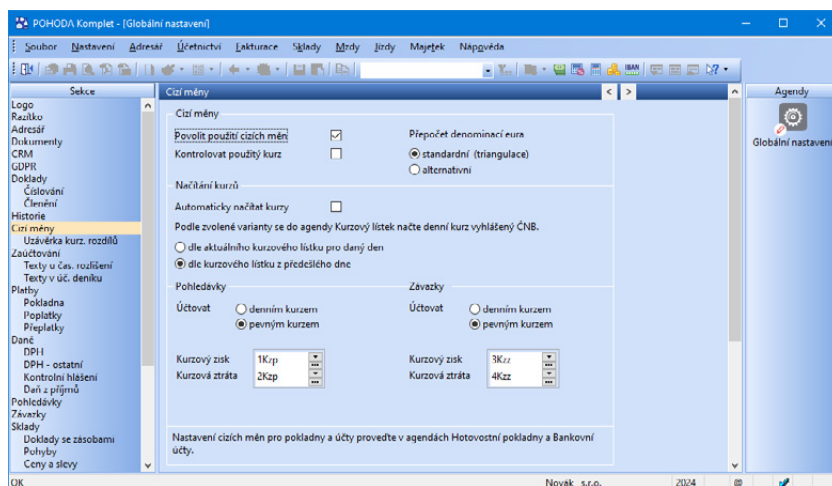 POHODA Komplet - [Globální nastavení]
Soubor Nastavení Adresář Účetnictví Fakturace Sklady Mzdy Jízdy Majetek Nápověda
IBAN
Sekce
Logo
Razítko
Adresář
Dokumenty
CRM
GDPR
Doklady
Číslování
Členění
Historie
Cizí měny
Uzávěrka kurz. rozdílů
Zaúčtování
Texty u čas. rozlišení
Texty v úč. deníku
Platby
Pokladna
Poplatky
Přeplatky
Daně
DPH
DPH - ostatní
Kontrolní hlášení
Daň z příjmů
Pohledávky
Závazky
Sklady
Doklady se zásobami
Pohyby
Ceny a slevy
Cizí měny
Cizí měny
Povolit použití cizích měn
Přepočet denominací eura
Kontrolovat použitý kurz
standardní (triangulace)
alternativní
Načítání kurzů
Automaticky načítat kurzy
Podle zvolené varianty se do agendy Kurzový lístek načte denní kurz vyhlášený ČNB.
dle aktuálního kurzového lístku pro daný den
dle kurzového lístku z předešlého dne
Pohledávky
Závazky
Účtovat
denním kurzem
pevným kurzem
Účtovat
denním kurzem
pevným kurzem
Kurzový zisk 1Kzp
Kurzová ztráta 2Kzp
Kurzový zisk 3Kzz
Kurzová ztráta 4Kzz
Nastavení cizích měn pro pokladny a účty proveďte v agendách Hotovostní pokladny a Bankovní
účty.
Agendy
Globální nastavení
OK
Novák s.r.o.
2024
@